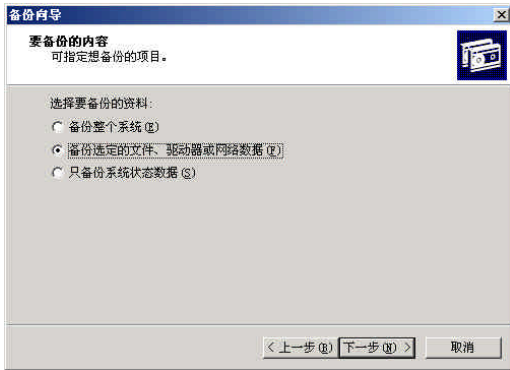 备份向导
要备份的内容
可指定想备份的项目。
选择要备份的资料:
备份整个系统(E)
备份选定的文件、驱动器或网络数据(F)
只备份系统状态数据(S)
< 上一步(B) 下一步(N) > 取消